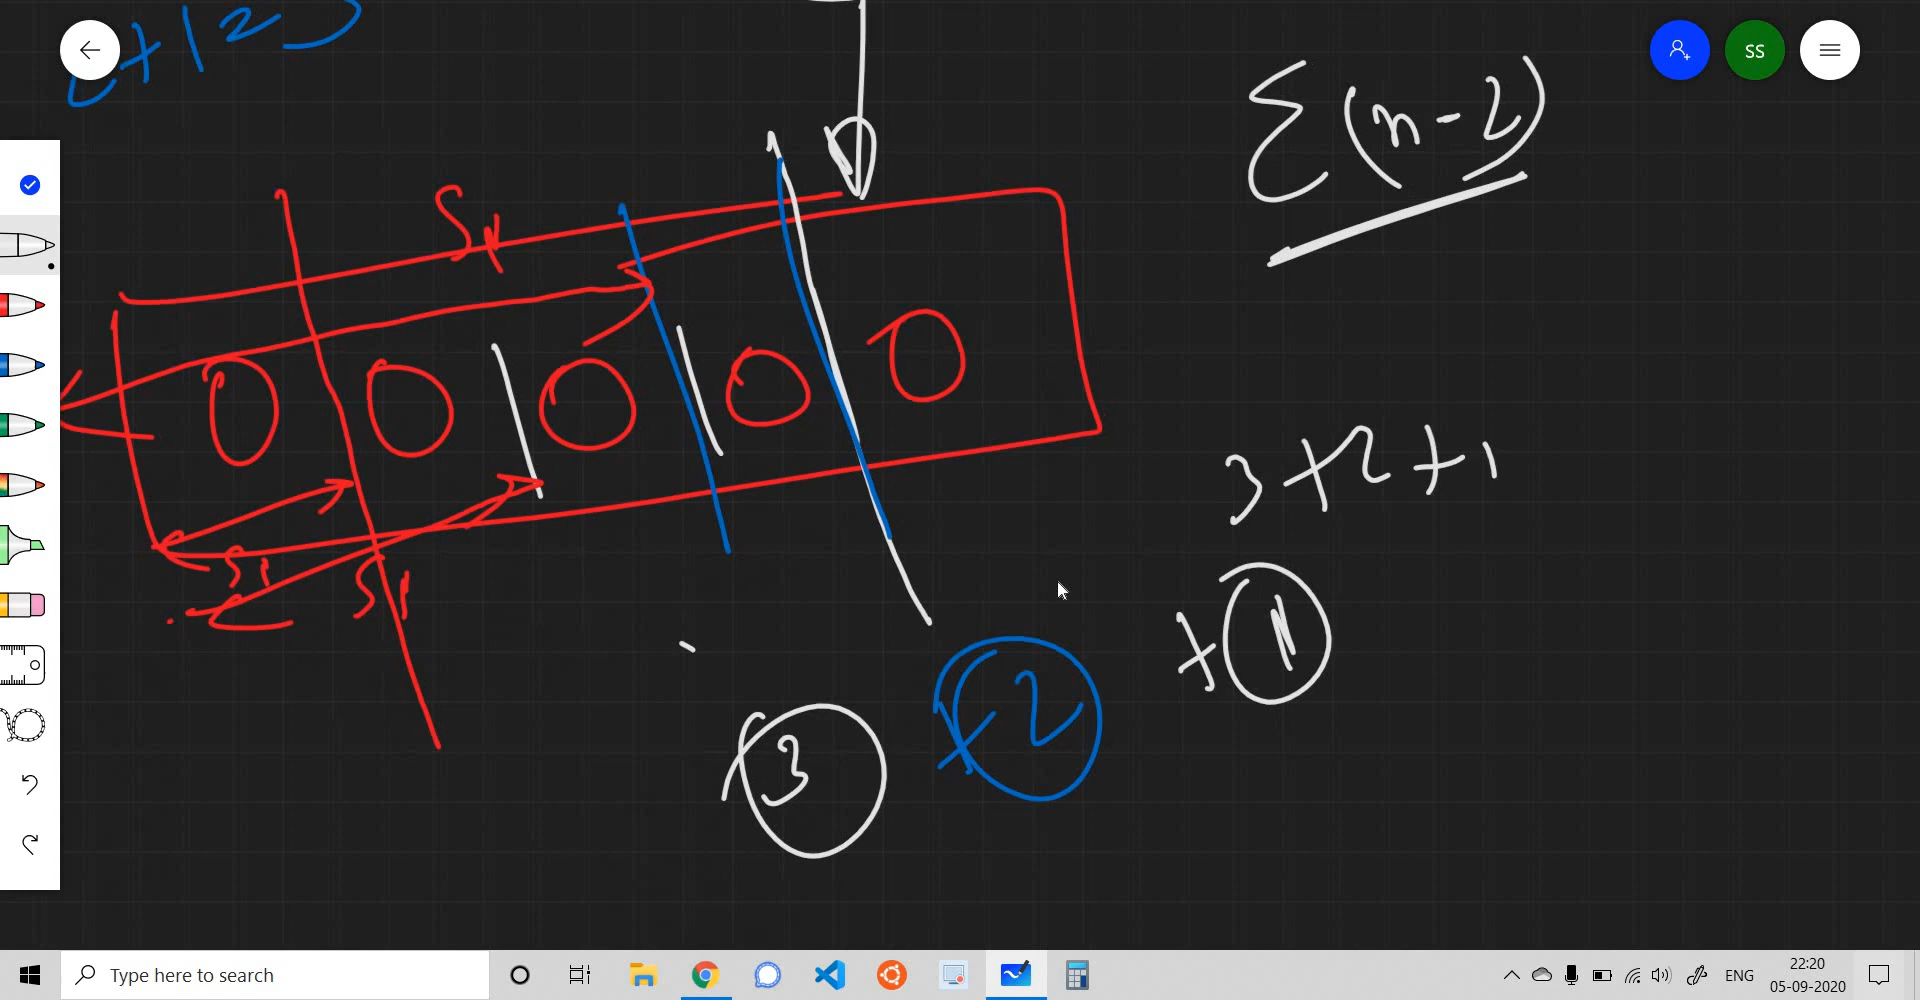 +123
SS
Σ(n-2)
S1
0 0 0 0 0
3+2+1
S1
S1
+1
+2
3
Type here to search
ENG
22:20
05-09-2020